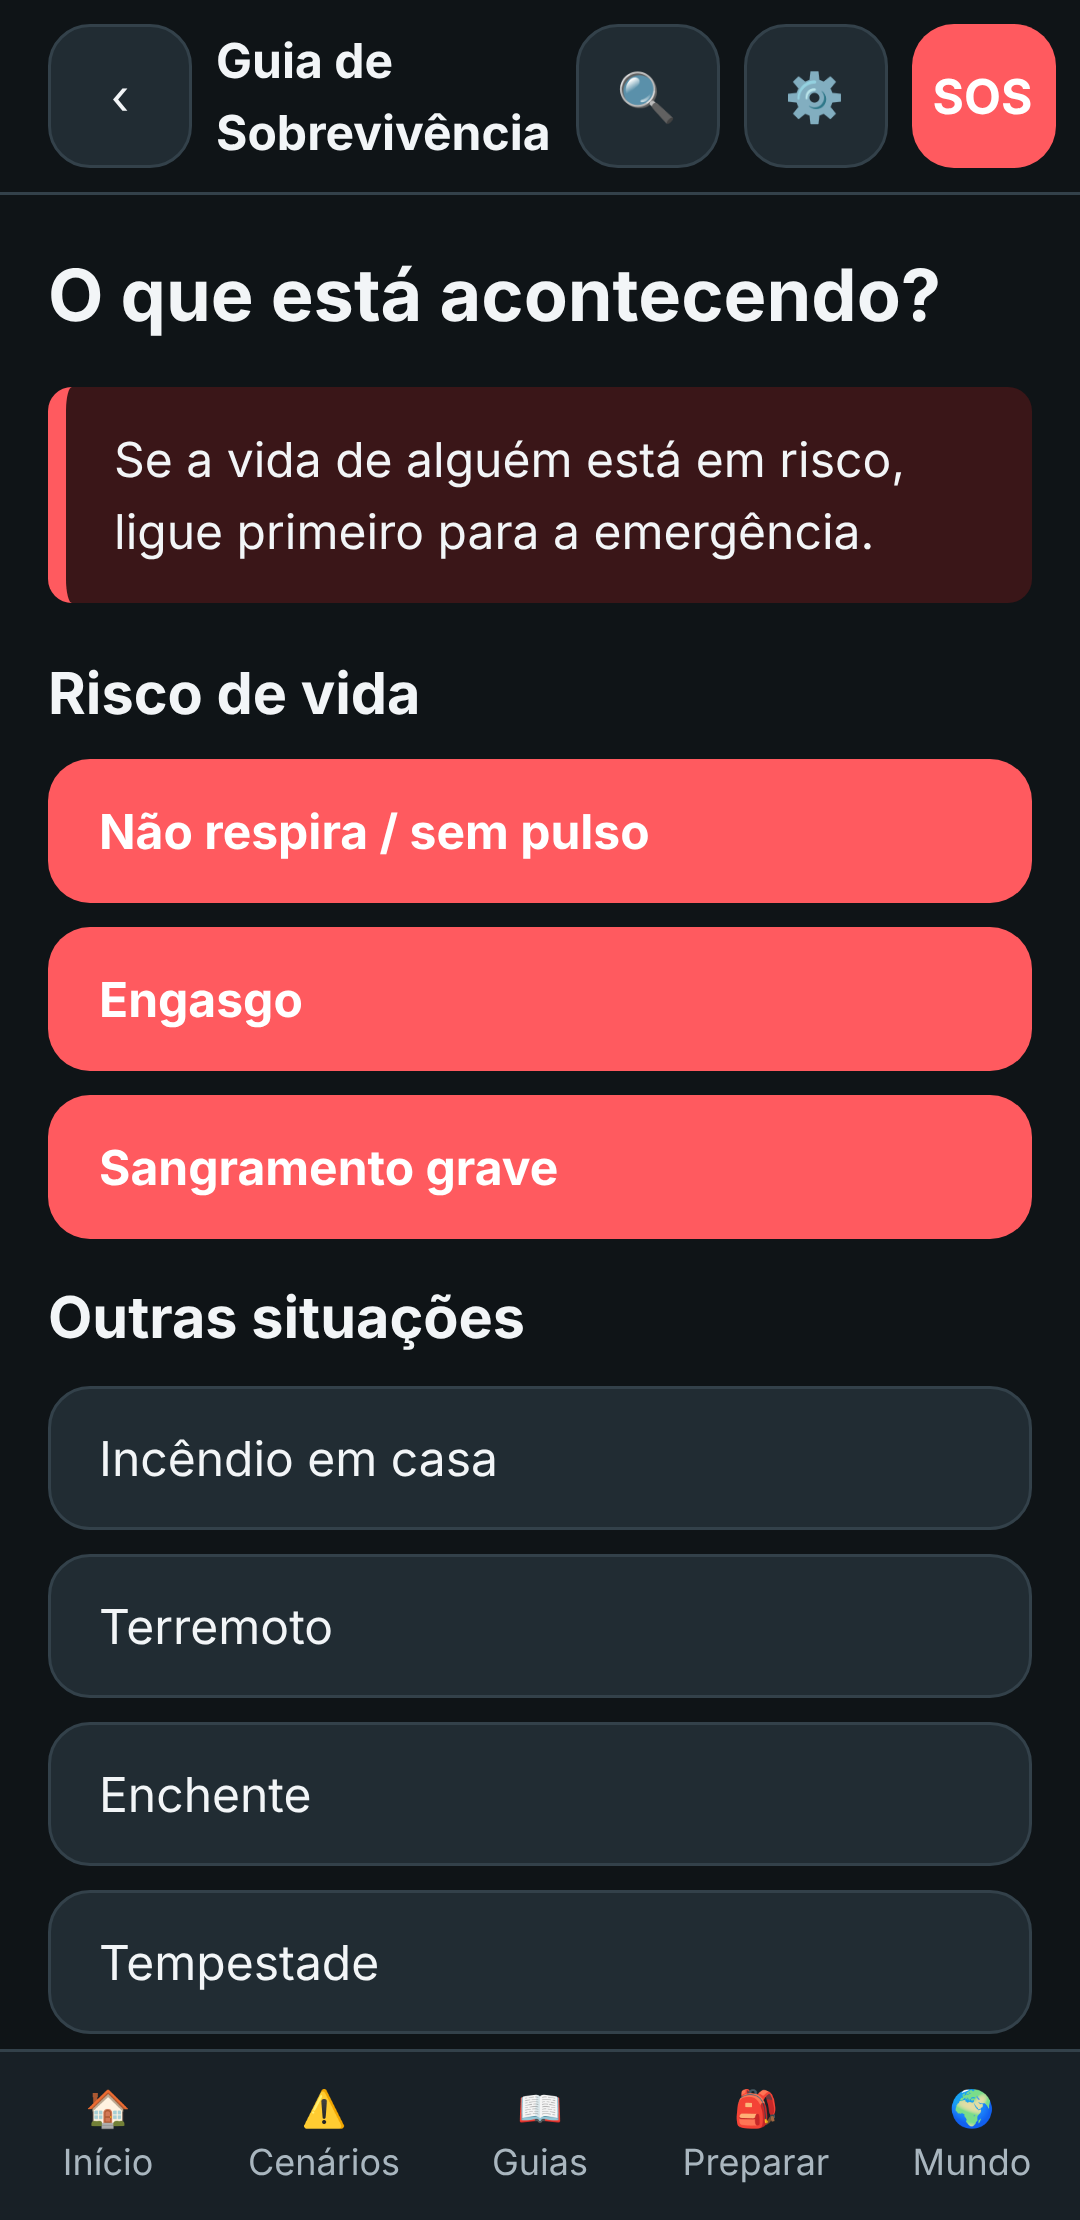 ‹
Guia de
Sobrevivência
SOS
O que está acontecendo?
Se a vida de alguém está em risco,
ligue primeiro para a emergência.
Risco de vida
Não respira / sem pulso
Engasgo
Sangramento grave
Outras situações
Incêndio em casa
Terremoto
Enchente
Tempestade
Início
Cenários
Guias
Preparar
Mundo